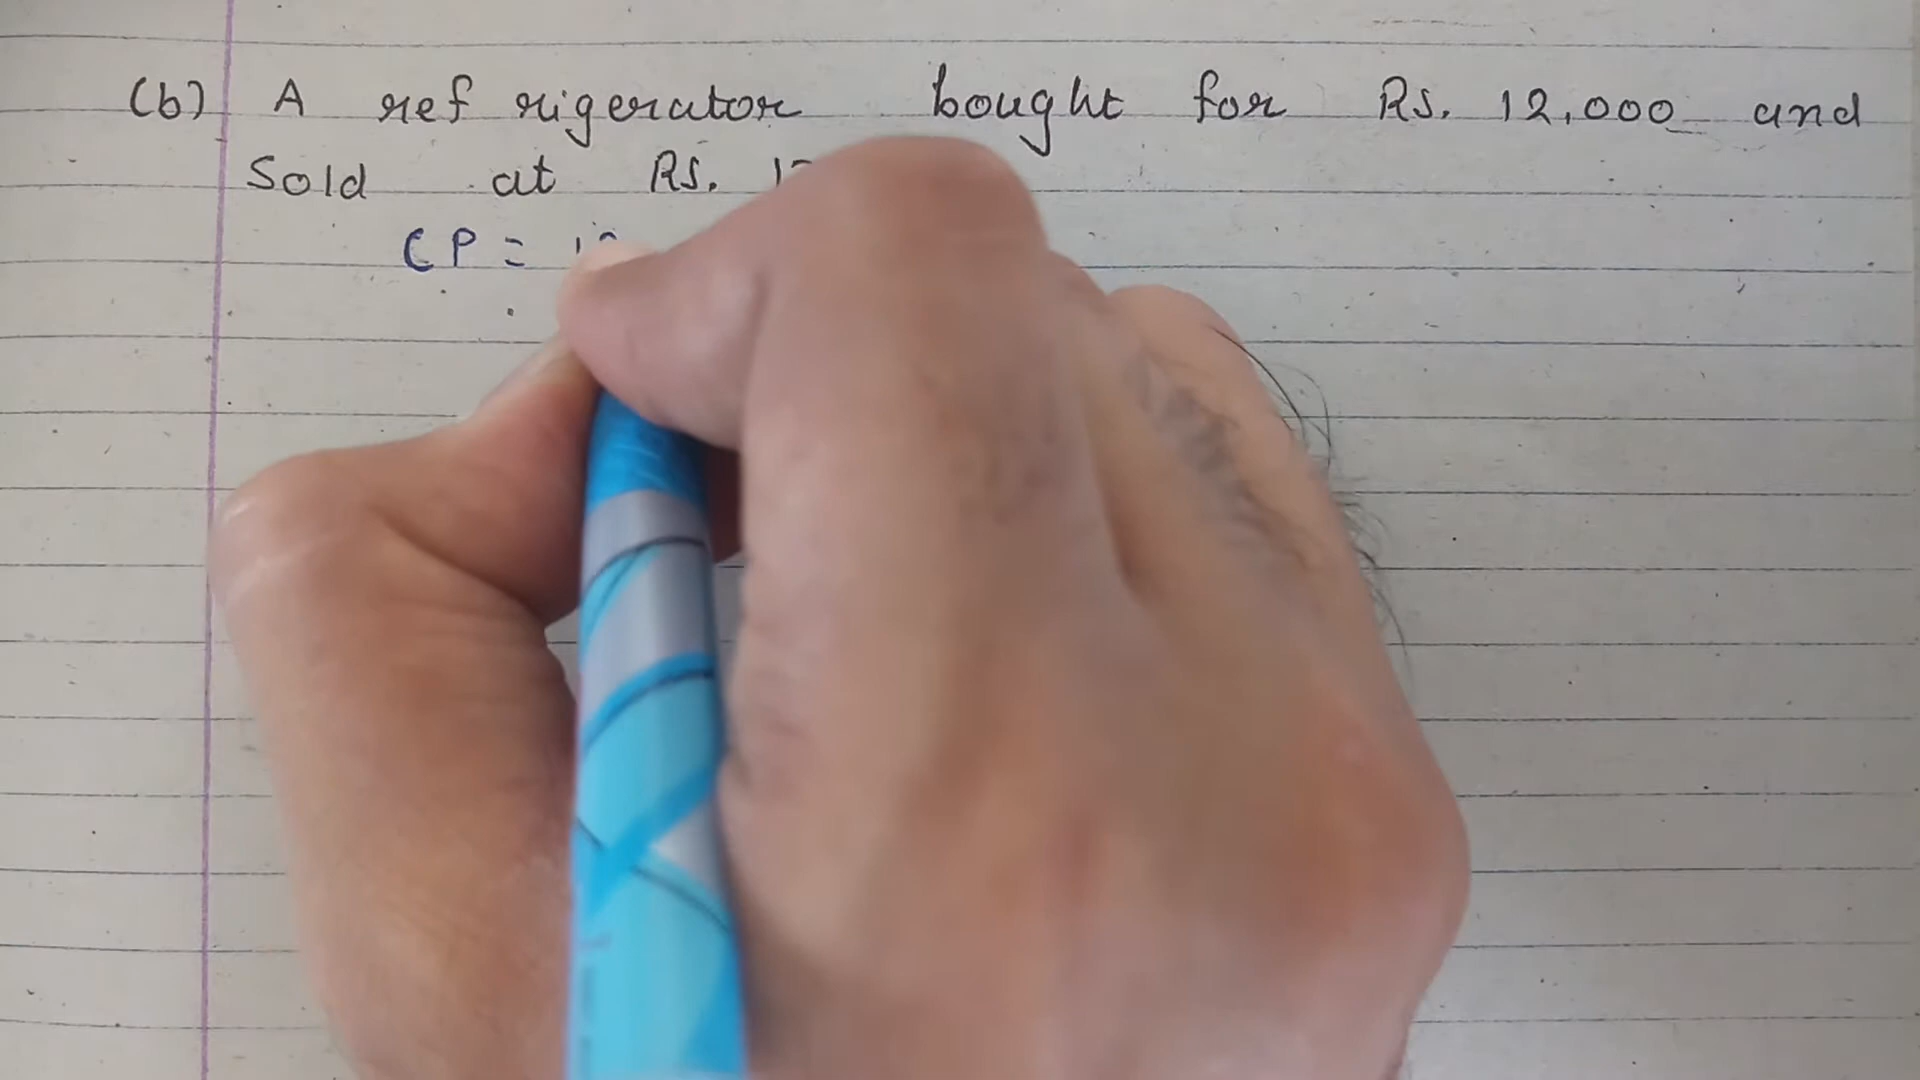 (b) A ref rigerator bought for Rs. 12,000 and
Sold at Rs.
CP =